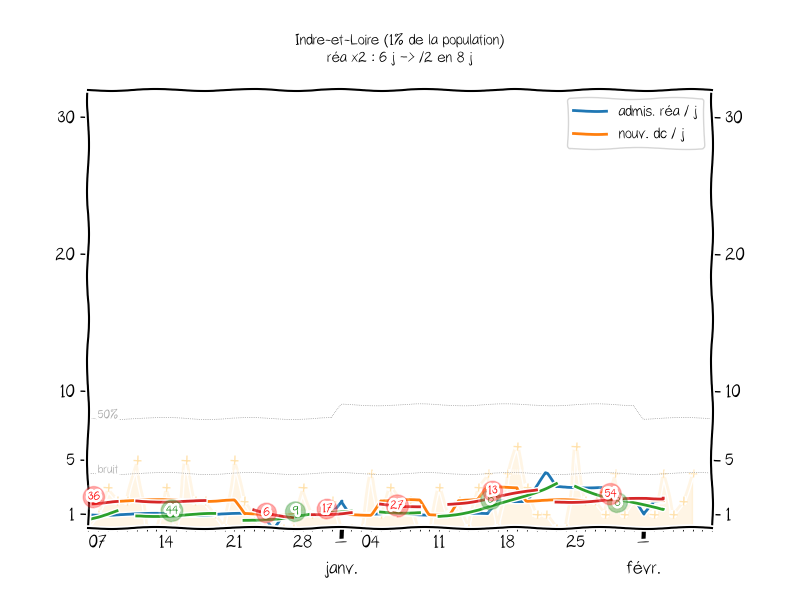 Indre-et-Loire (1% de la population)
réa x2 : 6 j -> /2 en 8 j
admis. réa / j
nouv. dc / j
30 30
20 20
10 10
50%
5 5
bruit
1 1
36 44 6 9 17 27 13 54
07 14 21 28 04 11 18 25
janv. févr.